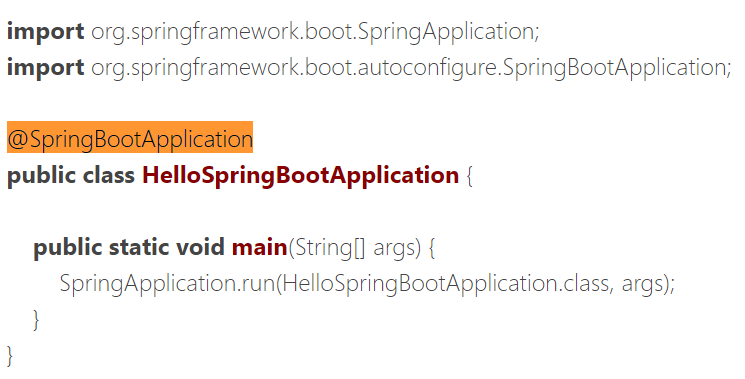 import org.springframework.boot.SpringApplication;
import org.springframework.boot.autoconfigure.SpringBootApplication;
@SpringBootApplication
public class HelloSpringBootApplication {
public static void main(String[] args) {
SpringApplication.run(HelloSpringBootApplication.class, args);
}
}